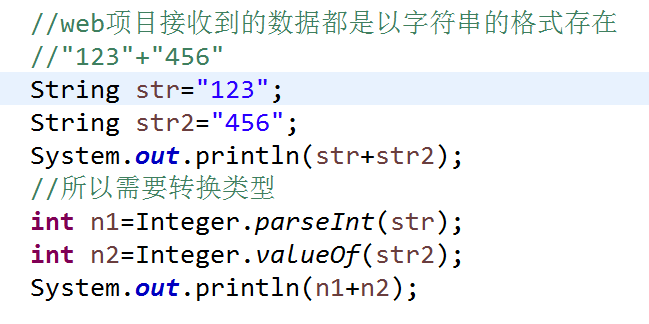 //web项目接收到的数据都是以字符串的格式存在
//"123"+"456"
String str="123";
String str2="456";
System.out.println(str+str2);
//所以需要转换类型
int n1=Integer.parseInt(str);
int n2=Integer.valueOf(str2);
System.out.println(n1+n2);